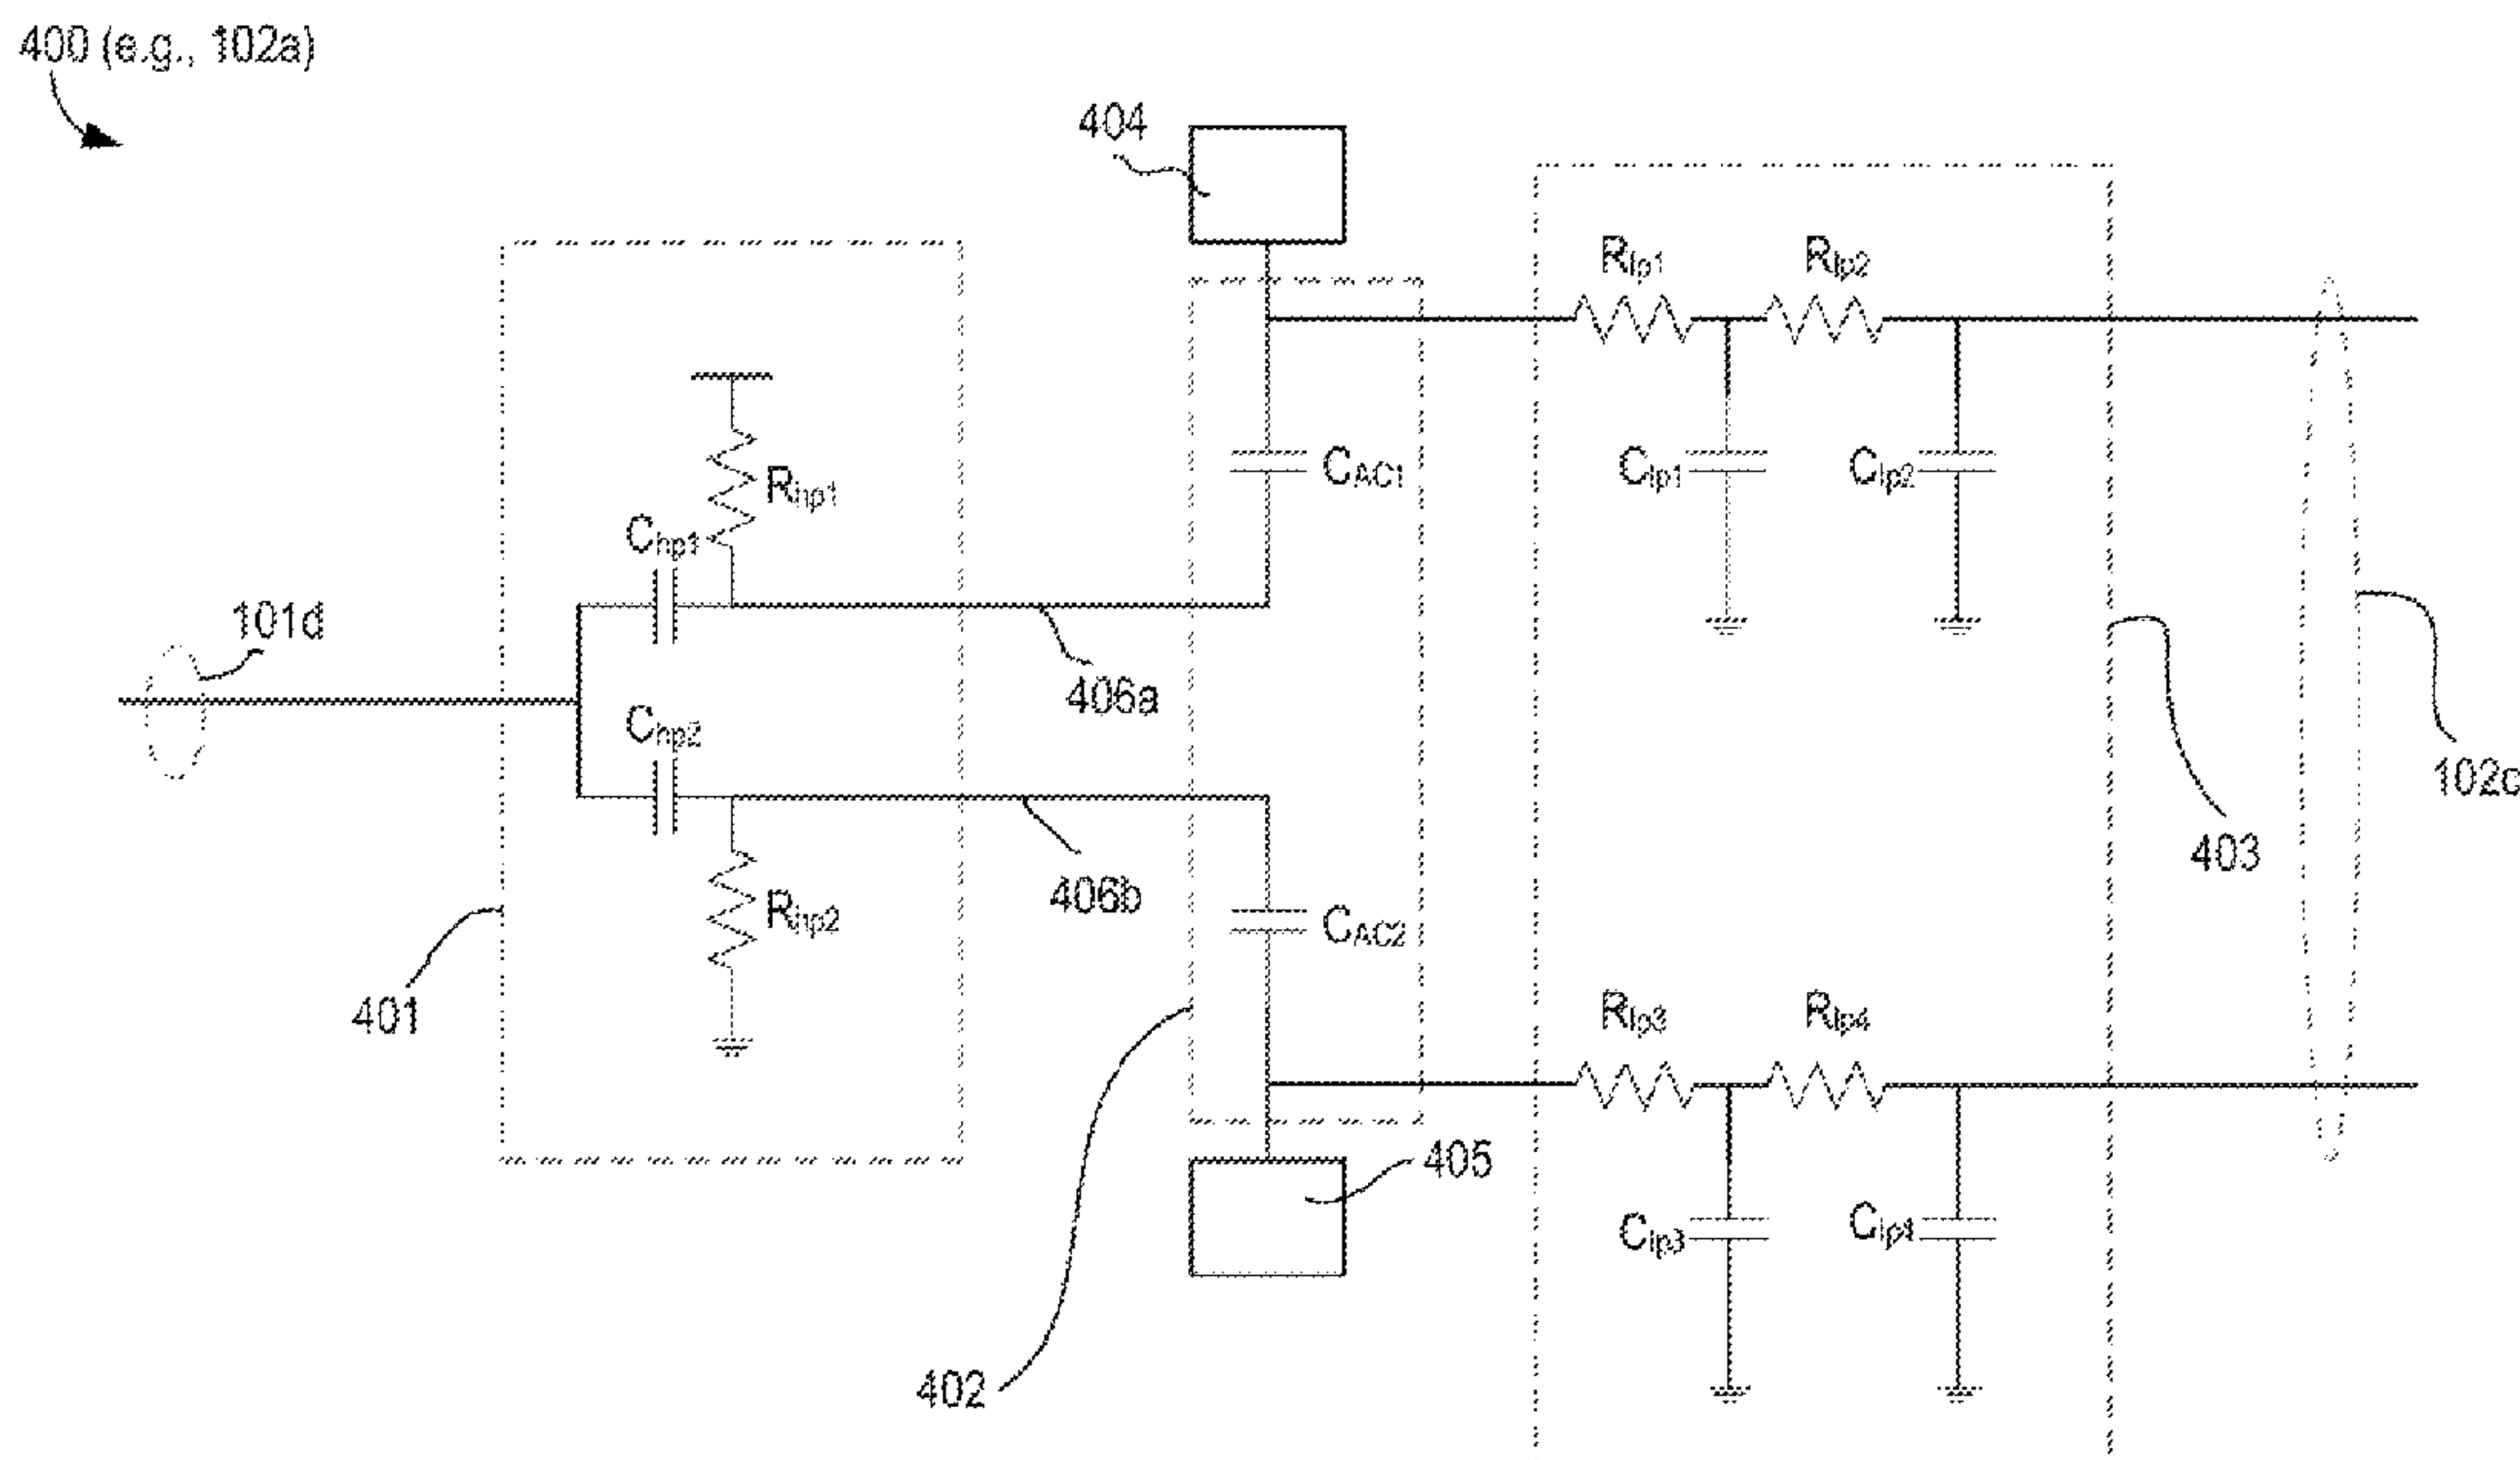 400 (e.g., 102a)
404
Rlp1
Rlp2
Rhp1
CAC1
Clp1
Clp2
Chp1
101d
406a
Chp2
102c
403
406b
Rhp2
CAC2
401
Rlp3
Rlp4
405
Clp3
Clp4
402